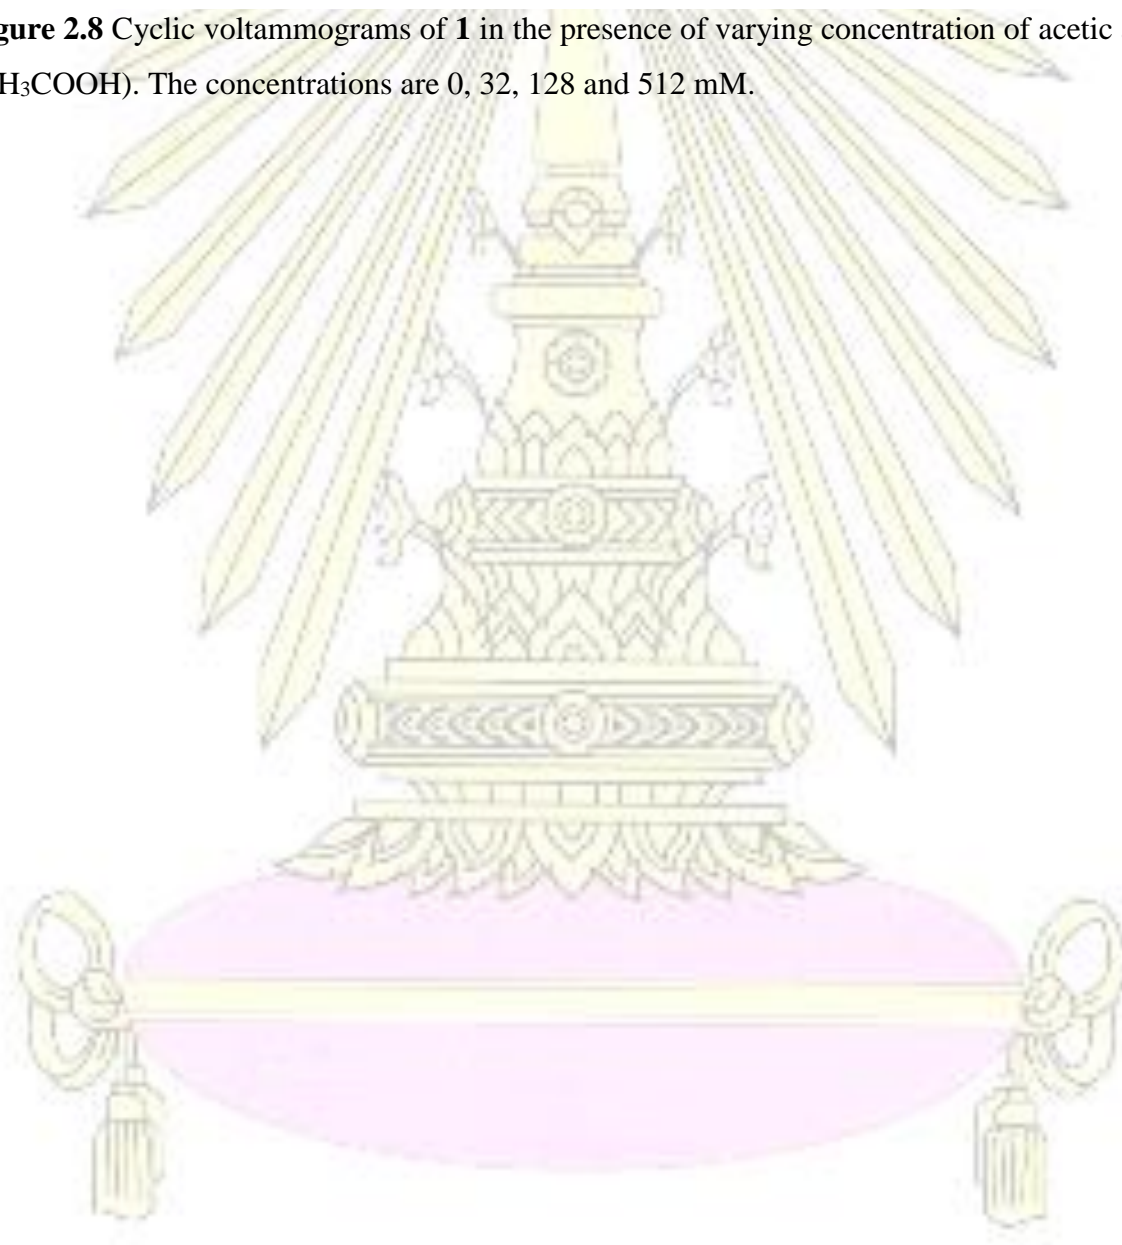 gure 2.8 Cyclic voltammograms of 1 in the presence of varying concentration of acetic
H₃COOH). The concentrations are 0, 32, 128 and 512 mM.